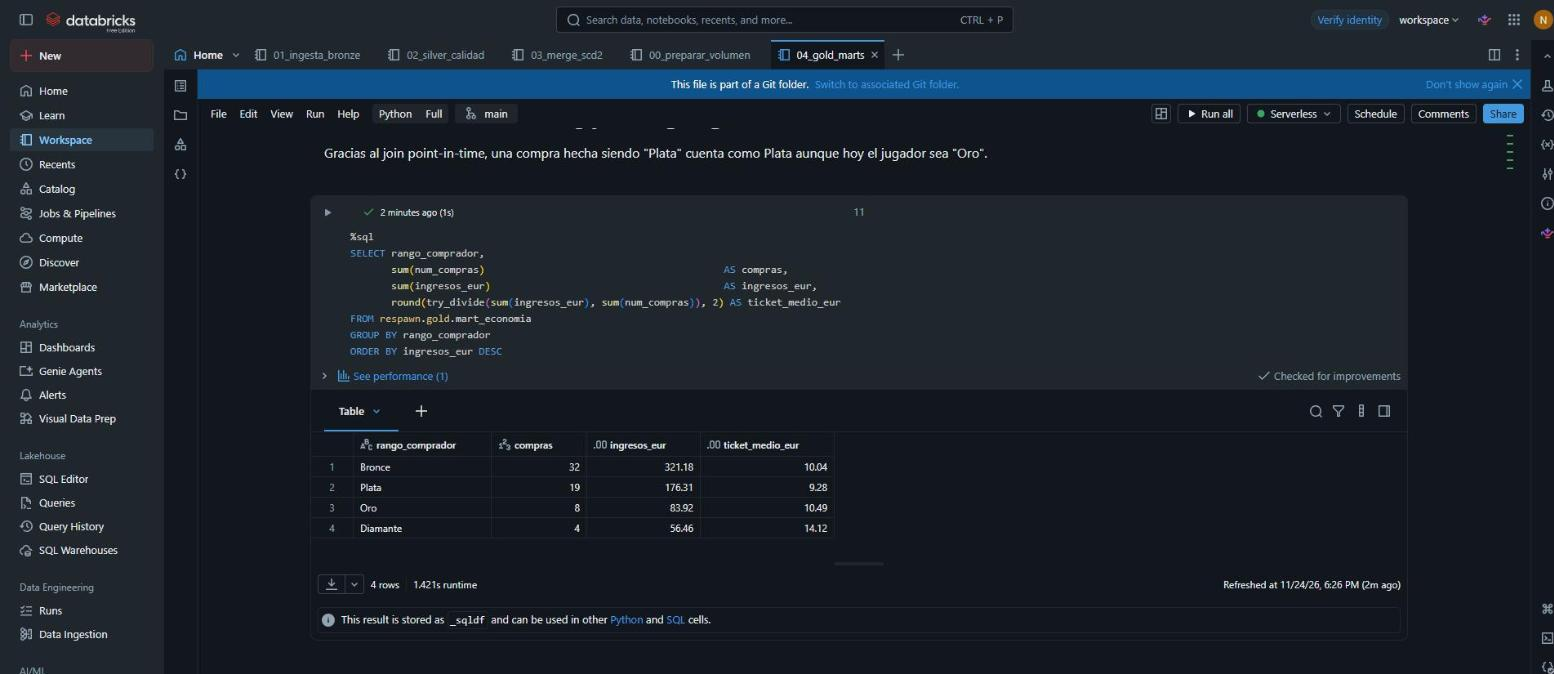 databricks
Free Edition
Search data, notebooks, recents, and more...
CTRL + P
Verify identity
workspace
N
New
Home
01_ingesta_bronze
02_silver_calidad
03_merge_scd2
00_preparar_volumen
04_gold_marts
This file is part of a Git folder. Switch to associated Git folder.
Don't show again
File Edit View Run Help Python Full main
Run all
Serverless
Schedule
Comments
Share
Home
Learn
Workspace
Recents
Catalog
Jobs & Pipelines
Compute
Discover
Marketplace
Analytics
Dashboards
Genie Agents
Alerts
Visual Data Prep
Lakehouse
SQL Editor
Queries
Query History
SQL Warehouses
Data Engineering
Runs
Data Ingestion
AI/ML
Gracias al join point-in-time, una compra hecha siendo "Plata" cuenta como Plata aunque hoy el jugador sea "Oro".
2 minutes ago (1s)
11
%sql
SELECT rango_comprador,
sum(num_compras) AS compras,
sum(ingresos_eur) AS ingresos_eur,
round(try_divide(sum(ingresos_eur), sum(num_compras)), 2) AS ticket_medio_eur
FROM respawn.gold.mart_economia
GROUP BY rango_comprador
ORDER BY ingresos_eur DESC
See performance (1)
Checked for improvements
Table
rango_comprador compras .00 ingresos_eur .00 ticket_medio_eur
1 Bronce 32 321.18 10.04
2 Plata 19 176.31 9.28
3 Oro 8 83.92 10.49
4 Diamante 4 56.46 14.12
4 rows 1.421s runtime
Refreshed at 11/24/26, 6:26 PM (2m ago)
This result is stored as _sqldf and can be used in other Python and SQL cells.